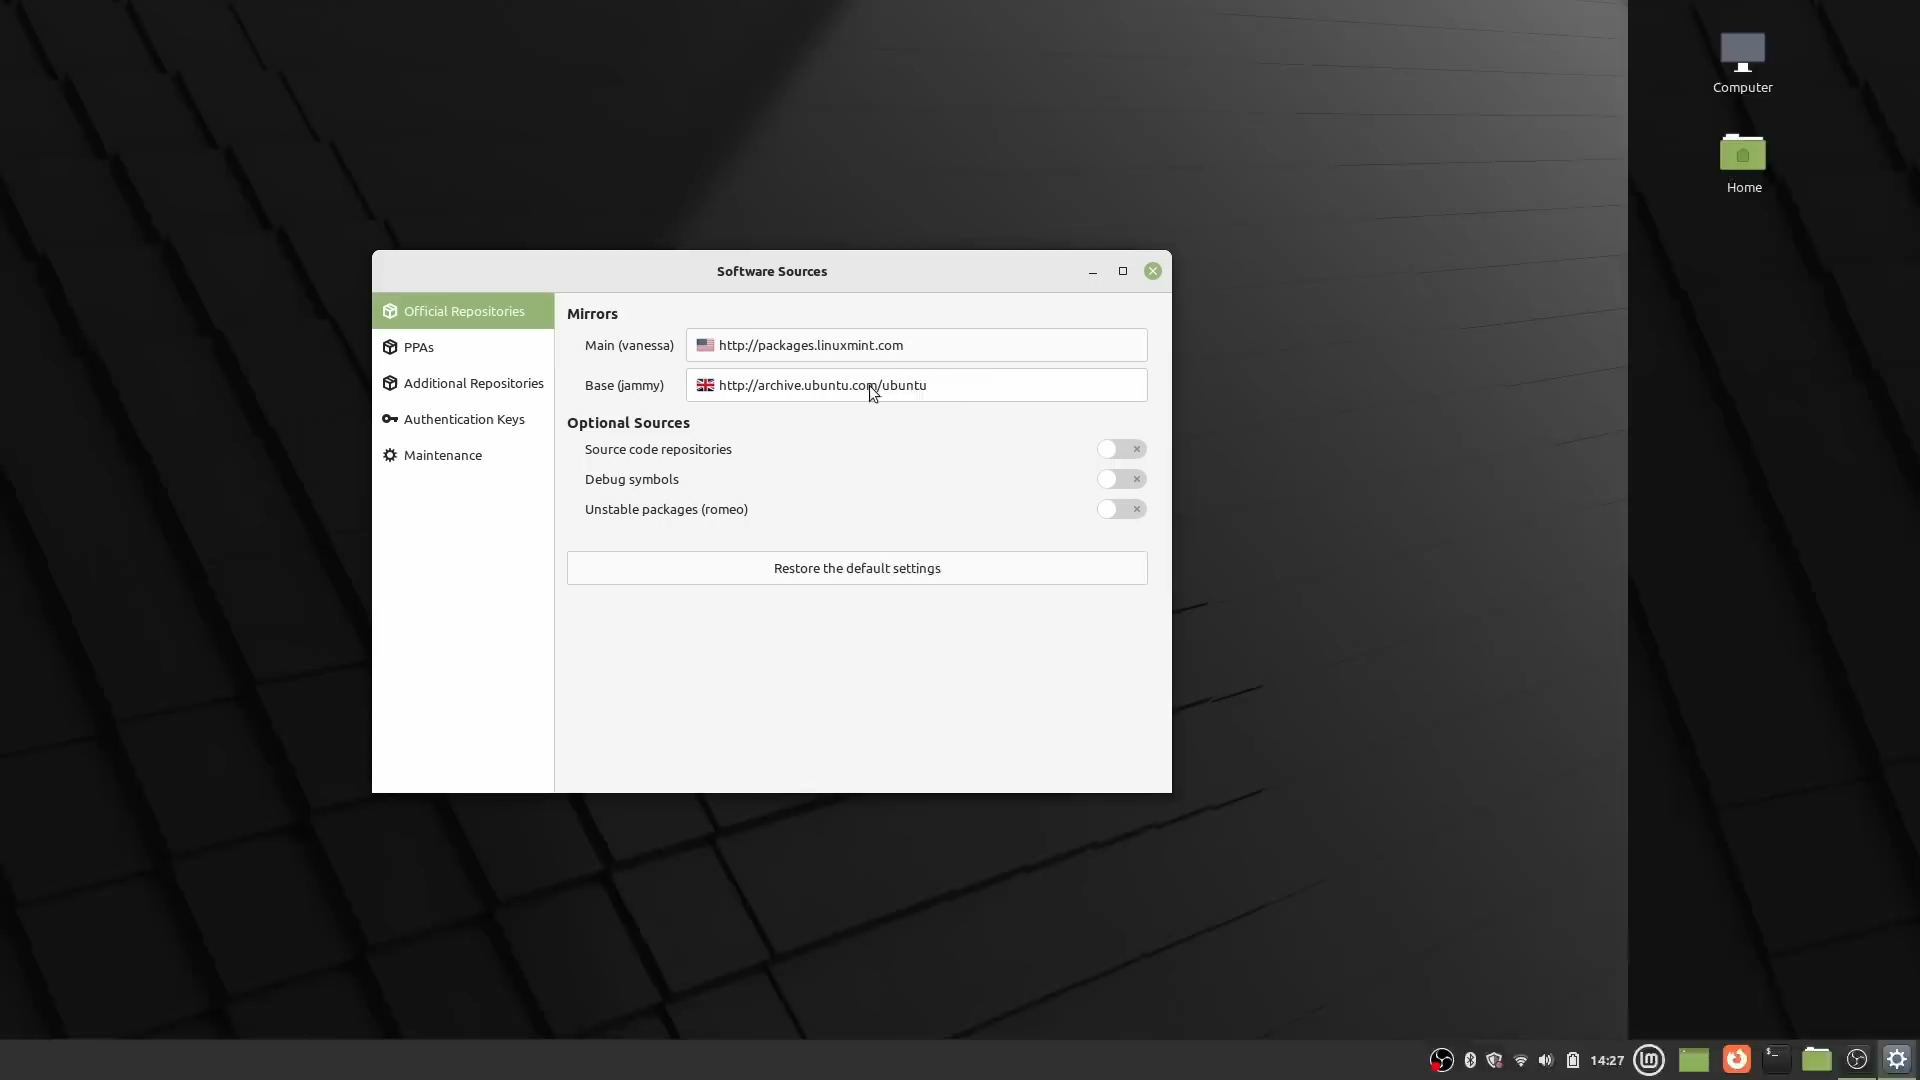 Computer
Home
Software Sources
Official Repositories
PPAs
Additional Repositories
Authentication Keys
Maintenance
Mirrors
Main (vanessa) http://packages.linuxmint.com
Base (jammy) http://archive.ubuntu.com/ubuntu
Optional Sources
Source code repositories
Debug symbols
Unstable packages (romeo)
Restore the default settings
14:27